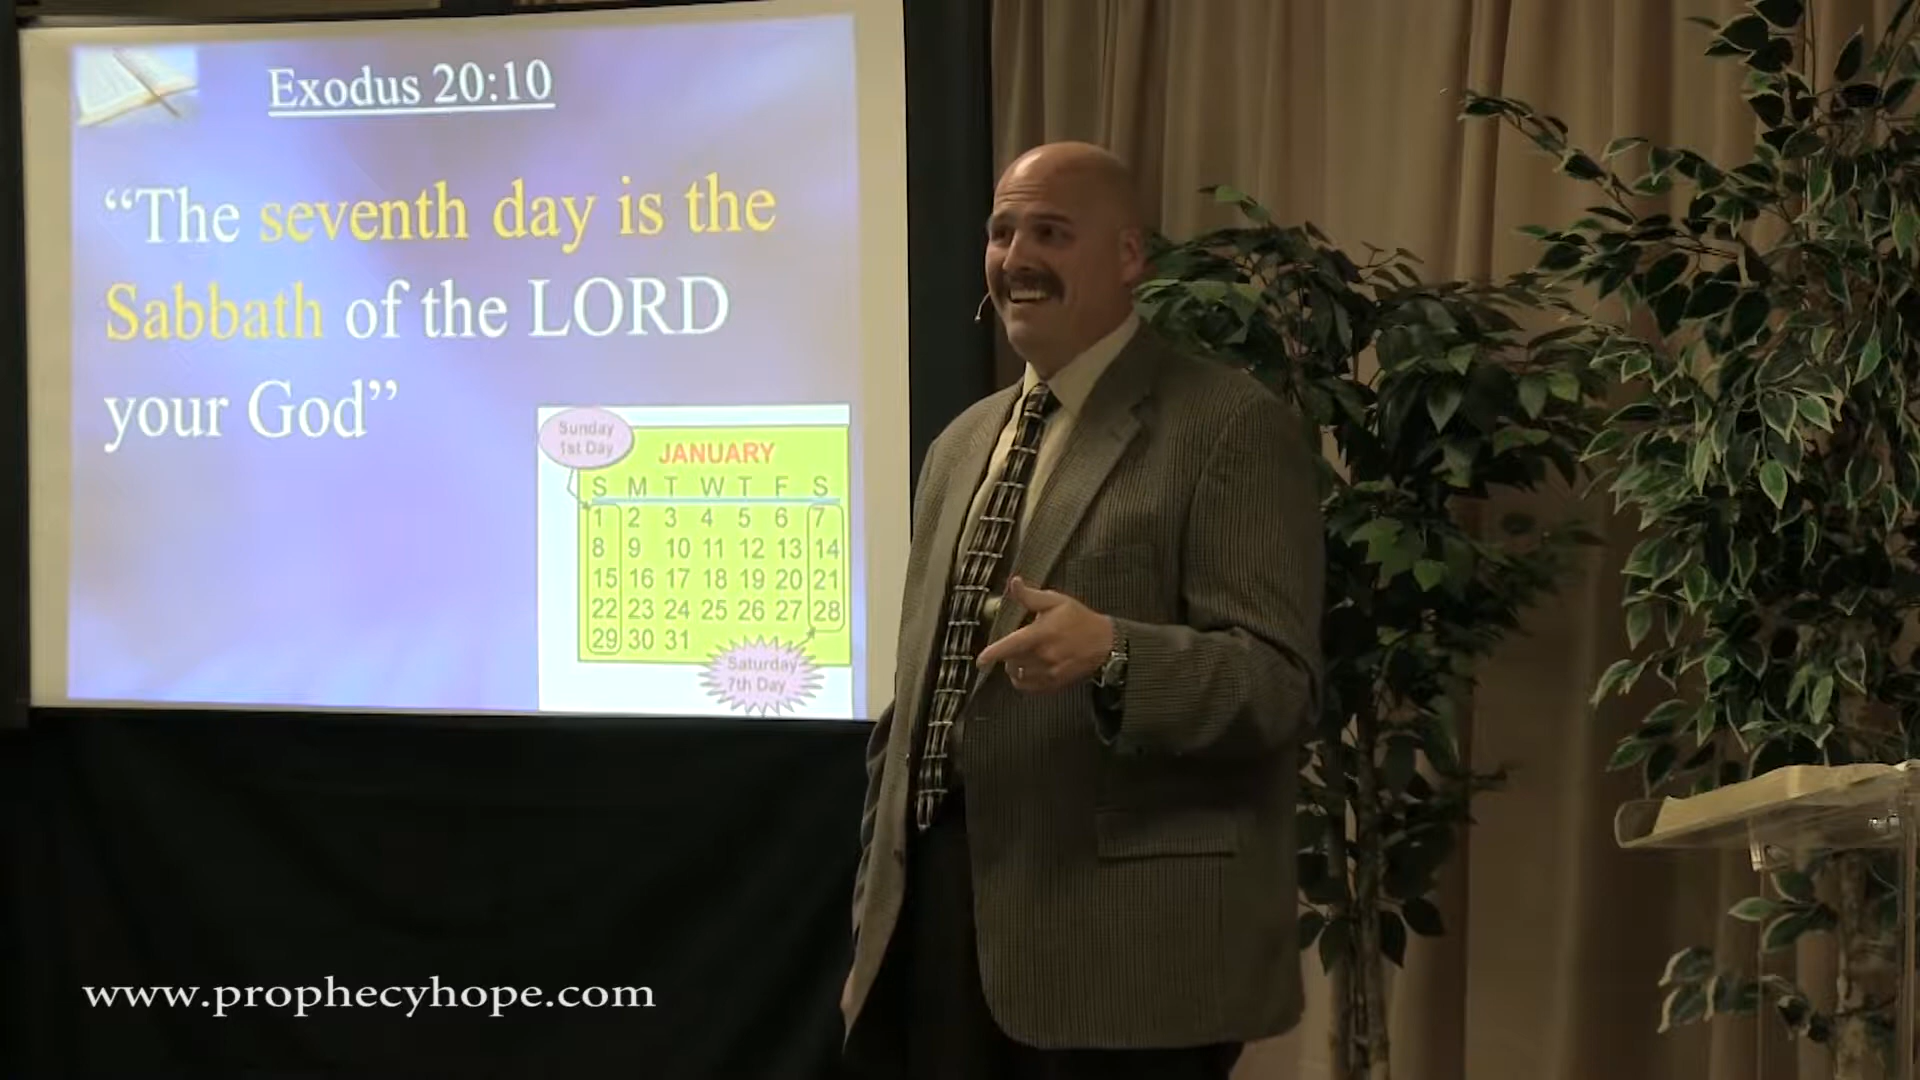 Exodus 20:10
“The seventh day is the
Sabbath of the LORD
your God”
Sunday
1st Day
JANUARY
S M T W T F S
1 2 3 4 5 6 7
8 9 10 11 12 13 14
15 16 17 18 19 20 21
22 23 24 25 26 27 28
29 30 31
Saturday
7th Day
www.prophecyhope.com